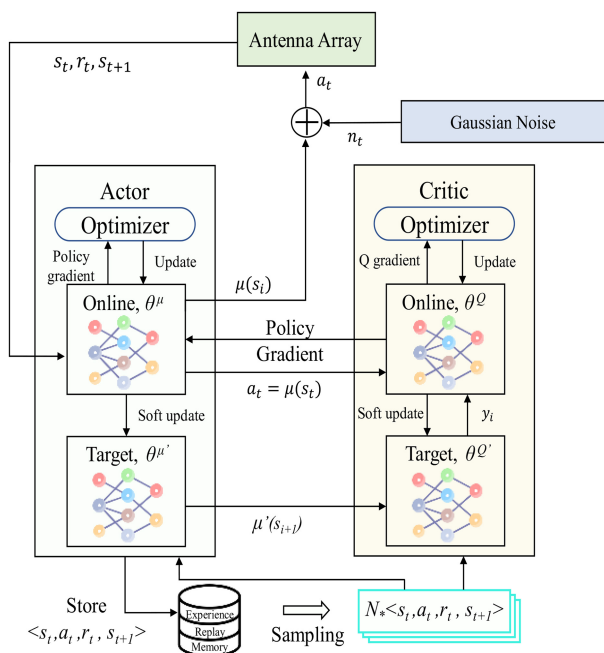 Antenna Array
s_t, r_t, s_{t+1}
a_t
n_t
Gaussian Noise
Actor
Optimizer
Policy
gradient
Update
Online, θ^μ
μ(s_i)
Soft update
Target, θ^{μ'}
Policy
Gradient
a_t = μ(s_t)
μ'(s_{i+1})
Critic
Optimizer
Q gradient
Update
Online, θ^Q
Soft update
y_i
Target, θ^{Q'}
Store
<s_t,a_t,r_t, s_{t+1}>
Experience
Replay
Memory
Sampling
N*<s_t,a_t,r_t, s_{t+1}>